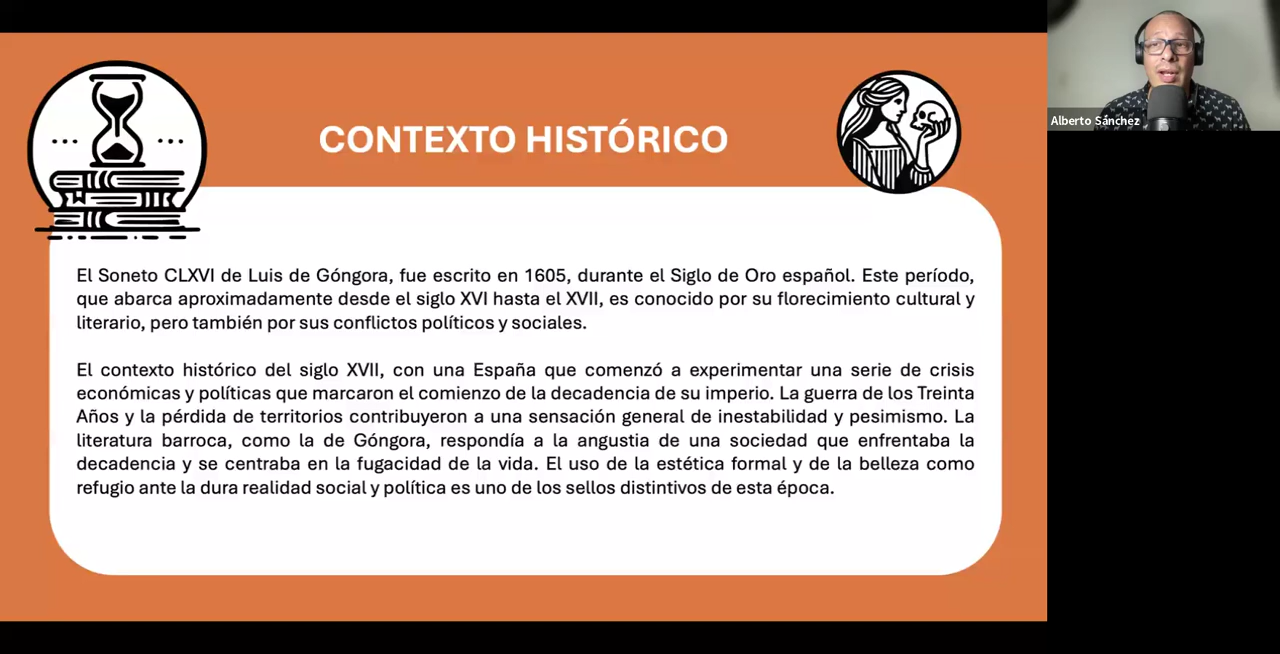 CONTEXTO HISTÓRICO
El Soneto CLXVI de Luis de Góngora, fue escrito en 1605, durante el Siglo de Oro español. Este período,
que abarca aproximadamente desde el siglo XVI hasta el XVII, es conocido por su florecimiento cultural y
literario, pero también por sus conflictos políticos y sociales.
El contexto histórico del siglo XVII, con una España que comenzó a experimentar una serie de crisis
económicas y políticas que marcaron el comienzo de la decadencia de su imperio. La guerra de los Treinta
Años y la pérdida de territorios contribuyeron a una sensación general de inestabilidad y pesimismo. La
literatura barroca, como la de Góngora, respondía a la angustia de una sociedad que enfrentaba la
decadencia y se centraba en la fugacidad de la vida. El uso de la estética formal y de la belleza como
refugio ante la dura realidad social y política es uno de los sellos distintivos de esta época.
Alberto Sánchez